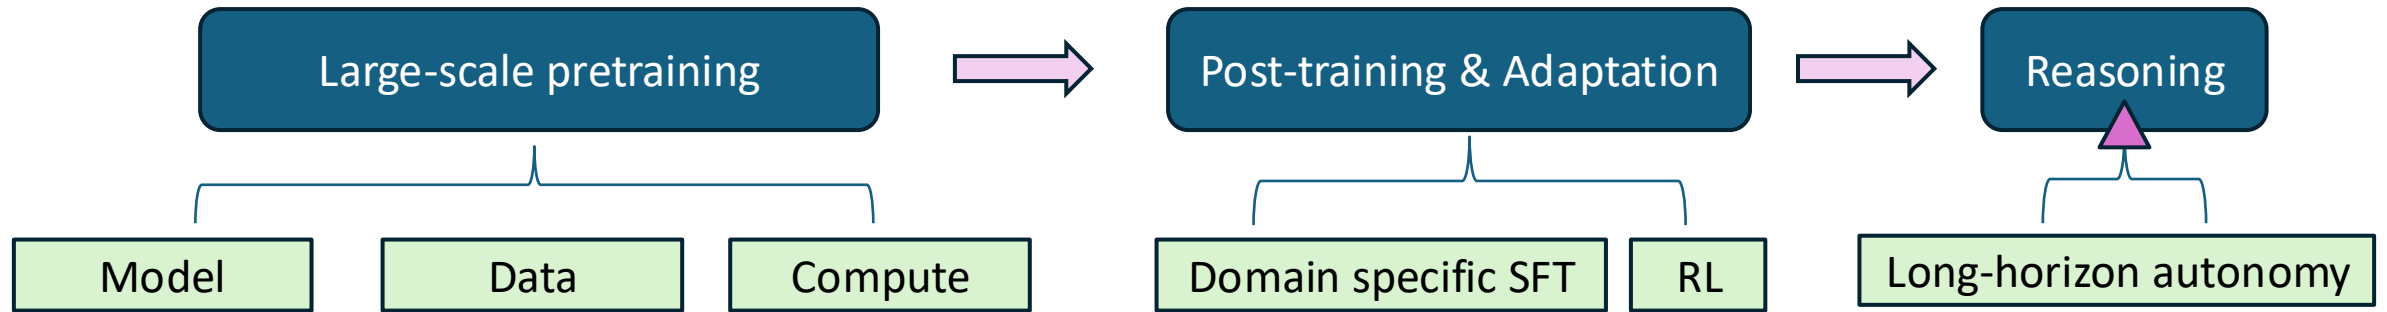 Large-scale pretraining
Post-training & Adaptation
Reasoning
Model
Data
Compute
Domain specific SFT
RL
Long-horizon autonomy